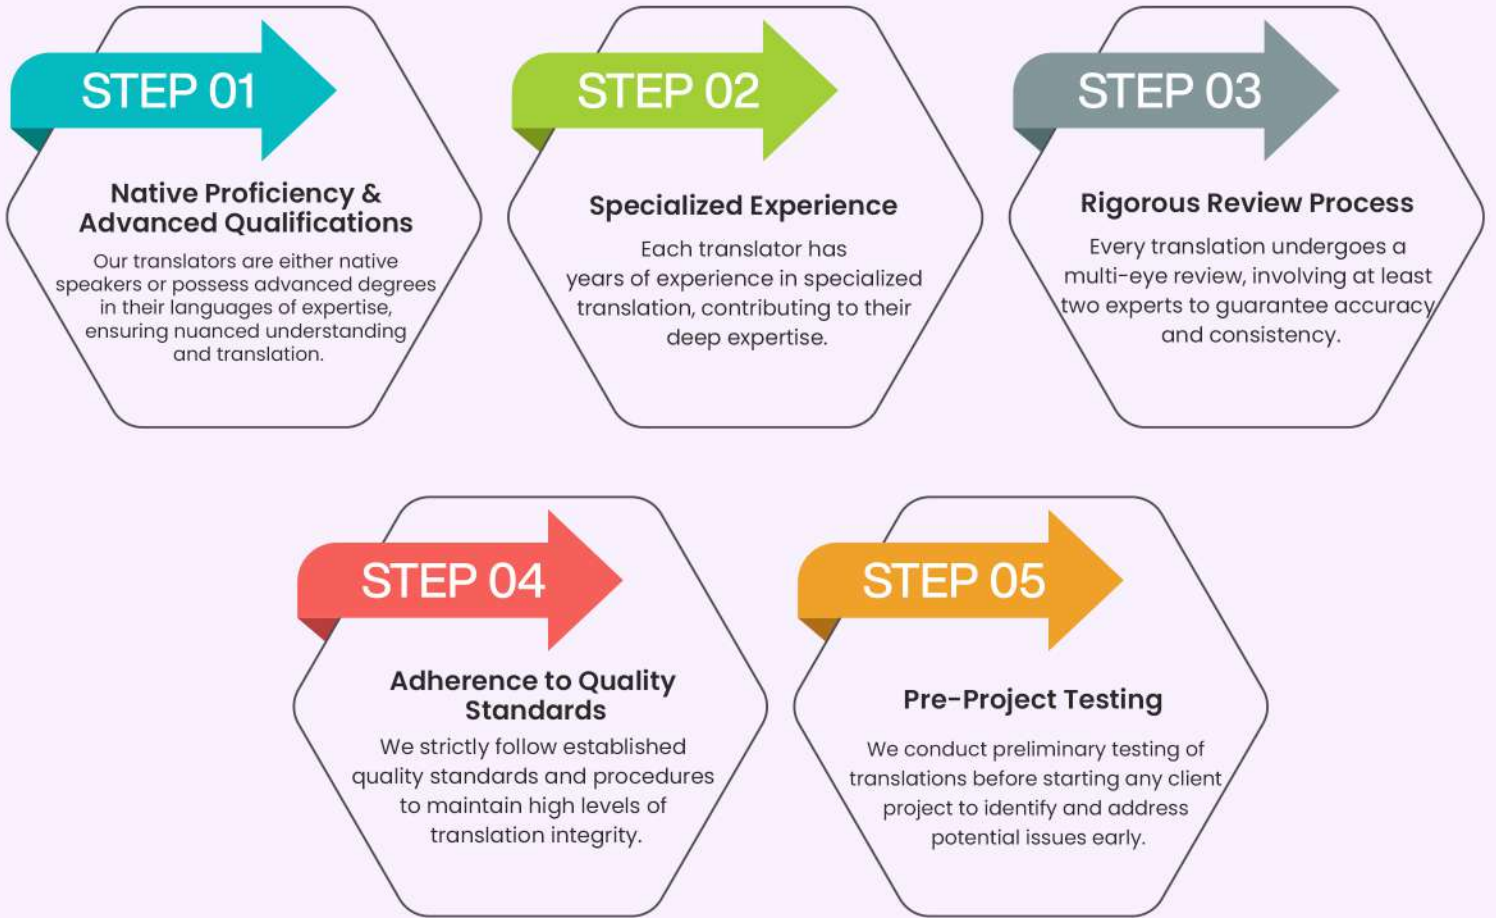 STEP 01
Native Proficiency &
Advanced Qualifications
Our translators are either native
speakers or possess advanced degrees
in their languages of expertise,
ensuring nuanced understanding
and translation.
STEP 02
Specialized Experience
Each translator has
years of experience in specialized
translation, contributing to their
deep expertise.
STEP 03
Rigorous Review Process
Every translation undergoes a
multi-eye review, involving at least
two experts to guarantee accuracy
and consistency.
STEP 04
Adherence to Quality
Standards
We strictly follow established
quality standards and procedures
to maintain high levels of
translation integrity.
STEP 05
Pre-Project Testing
We conduct preliminary testing of
translations before starting any client
project to identify and address
potential issues early.